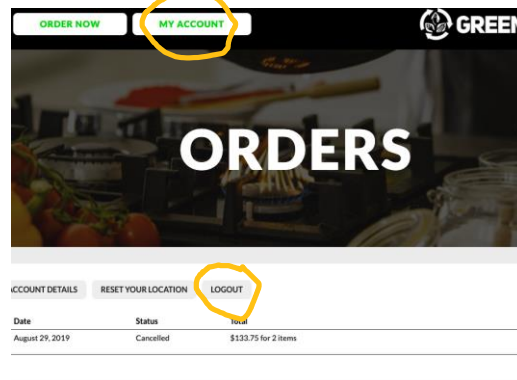 ORDER NOW
MY ACCOUNT
GREEN
ORDERS
ACCOUNT DETAILS
RESET YOUR LOCATION
LOGOUT
Date Status Total
August 29, 2019 Cancelled $133.75 for 2 items